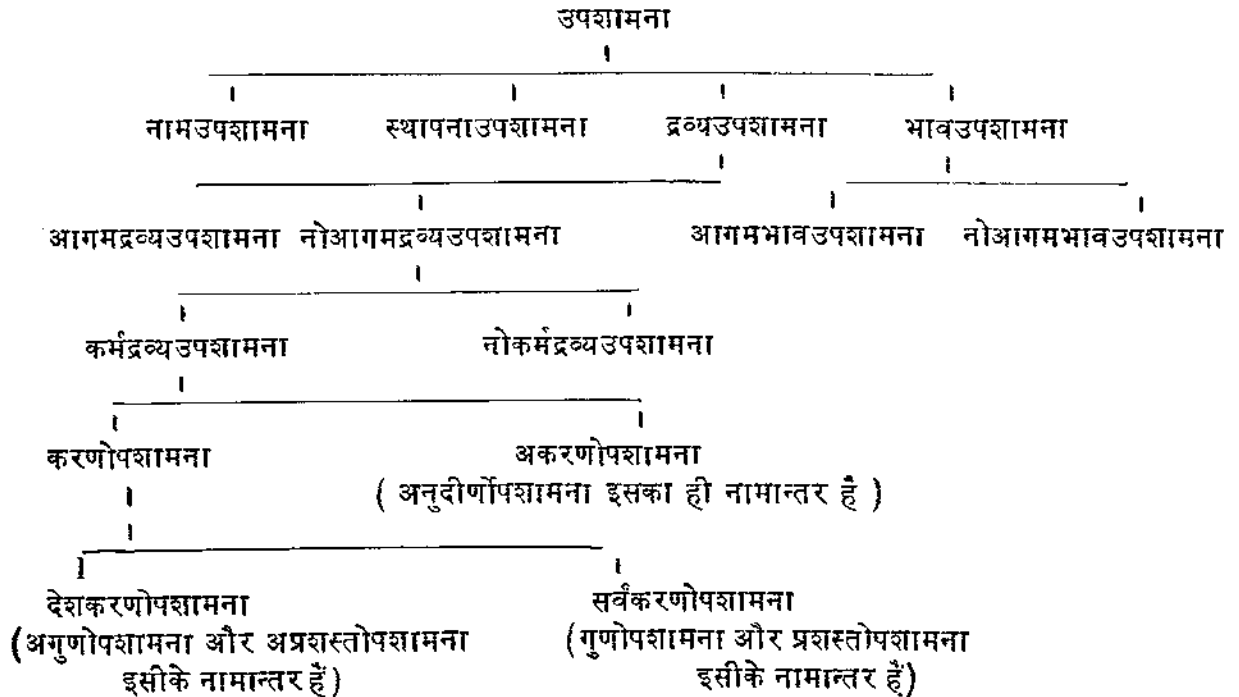 उपशामना
नामउपशामना स्थापनाउपशामना द्रव्यउपशामना भावउपशामना
आगमद्रव्यउपशामना नोआगमद्रव्यउपशामना आगमभावउपशामना नोआगमभावउपशामना
कर्मद्रव्यउपशामना नोकर्मद्रव्यउपशामना
करणोपशामना अकरणोपशामना
( अनुदीर्णोपशामना इसका ही नामान्तर है )
देशकरणोपशामना सर्वकरणोपशामना
(अगुणोपशामना और अप्रशस्तोपशामना (गुणोपशामना और प्रशस्तोपशामना
इसीके नामान्तर हैं) इसीके नामान्तर हैं)